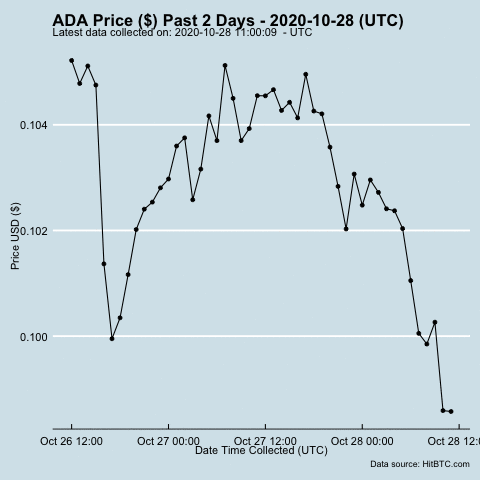 ADA Price ($) Past 2 Days - 2020-10-28 (UTC)
Latest data collected on: 2020-10-28 11:00:09 - UTC
0.104
0.102
0.100
Price USD ($)
Oct 26 12:00 Oct 27 00:00 Oct 27 12:00 Oct 28 00:00 Oct 28 12:0
Date Time Collected (UTC)
Data source: HitBTC.com